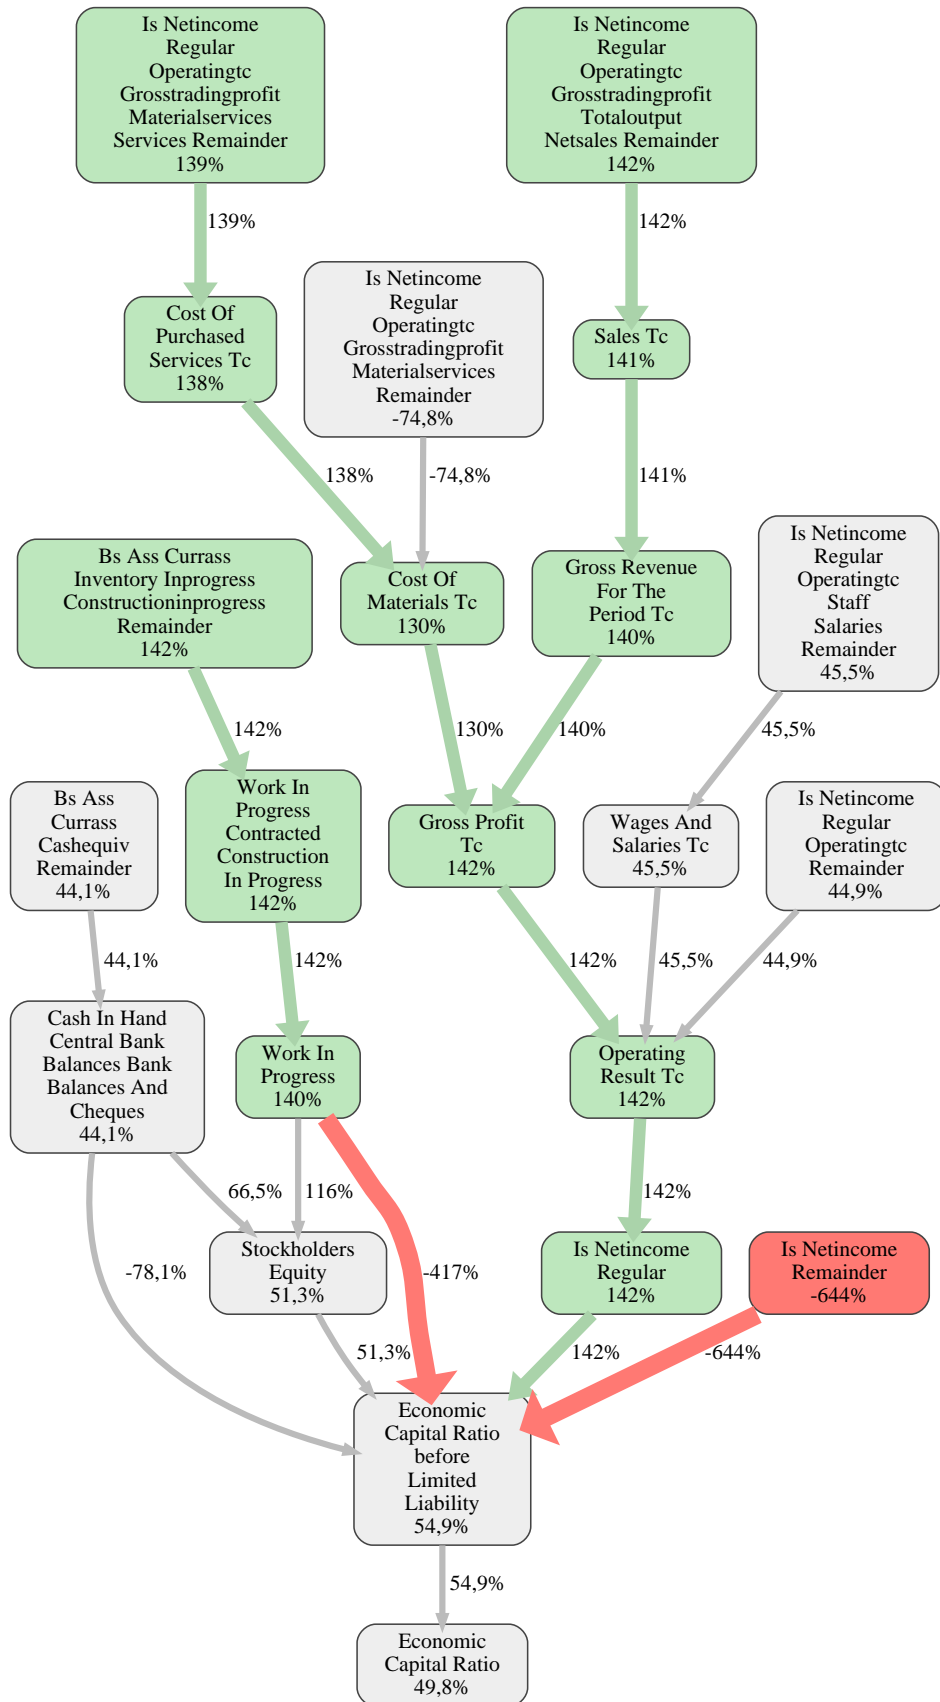 Is Netincome
Regular
Operatingtc
Grosstradingprofit
Materialservices
Services Remainder
139%
Is Netincome
Regular
Operatingtc
Grosstradingprofit
Totaloutput
Netsales Remainder
142%
139%
142%
Is Netincome
Regular
Operatingtc
Grosstradingprofit
Materialservices
Remainder
-74,8%
Cost Of
Purchased
Services Tc
138%
Sales Tc
141%
138%
-74,8%
141%
Bs Ass Currass
Inventory Inprogress
Constructioninprogress
Remainder
142%
Cost Of
Materials Tc
130%
Gross Revenue
For The
Period Tc
140%
Is Netincome
Regular
Operatingtc
Staff
Salaries
Remainder
45,5%
142%
130%
140%
45,5%
Bs Ass
Currass
Cashequiv
Remainder
44,1%
Work In
Progress
Contracted
Construction
In Progress
142%
Gross Profit
Tc
142%
Wages And
Salaries Tc
45,5%
Is Netincome
Regular
Operatingtc
Remainder
44,9%
44,1%
142%
142%
45,5%
44,9%
Cash In Hand
Central Bank
Balances Bank
Balances And
Cheques
44,1%
Work In
Progress
140%
Operating
Result Tc
142%
66,5%
116%
142%
-78,1%
Stockholders
Equity
51,3%
-417%
Is Netincome
Regular
142%
Is Netincome
Remainder
-644%
51,3%
142%
-644%
Economic
Capital Ratio
before
Limited
Liability
54,9%
54,9%
Economic
Capital Ratio
49,8%